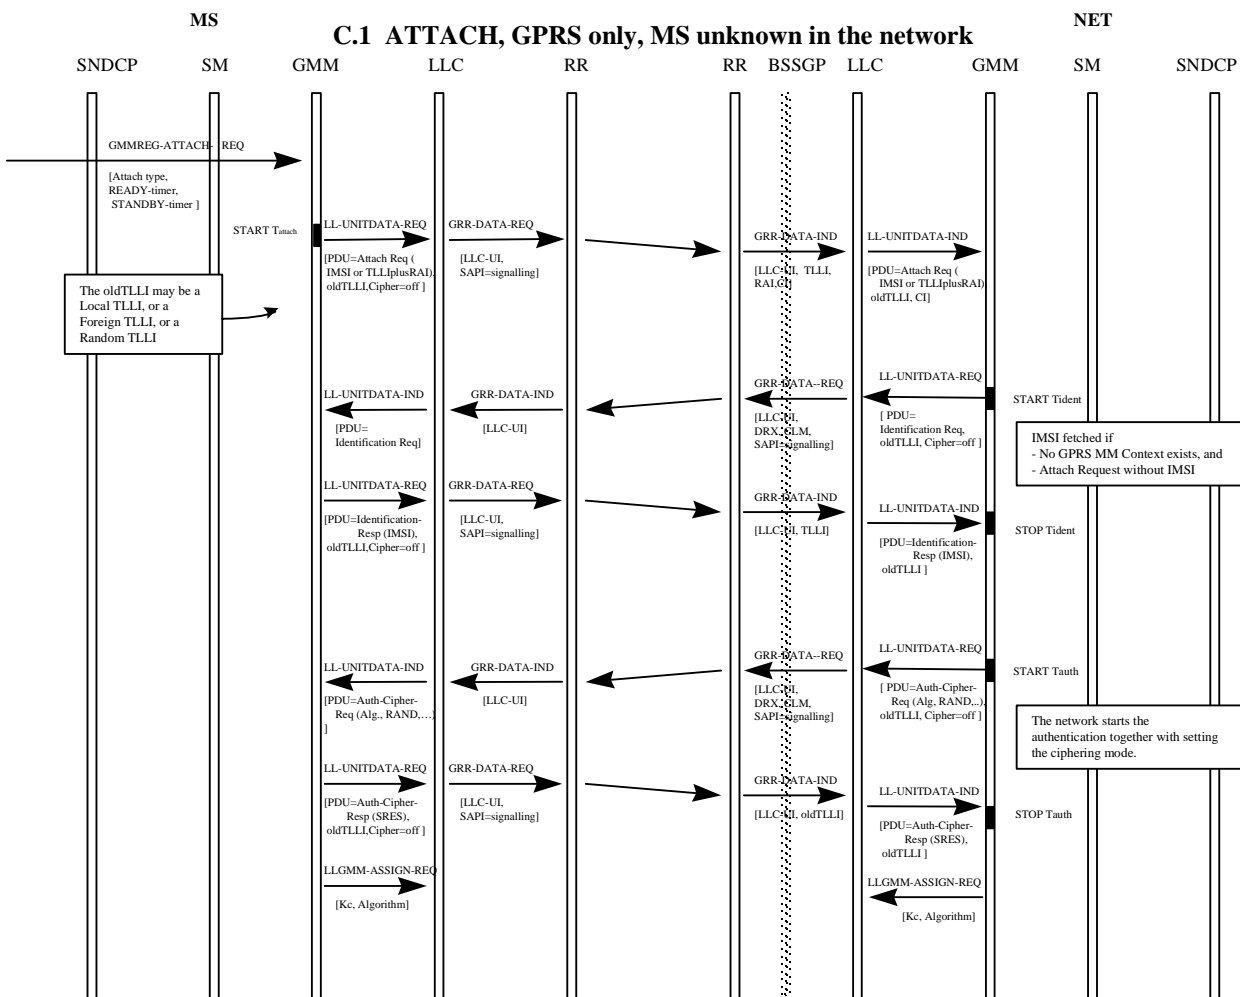 MS
NET
C.1 ATTACH, GPRS only, MS unknown in the network
SNDCP SM GMM LLC RR RR BSSGP LLC GMM SM SNDCP
GMMREG-ATTACH- REQ
[Attach type,
READY-timer,
STANDBY-timer ]
START Tattach
LL-UNITDATA-REQ
[PDU=Attach Req (
IMSI or TLLIplusRAI),
oldTLLI,Cipher=off ]
GRR-DATA-REQ
[LLC-UI,
SAPI=signalling]
GRR-DATA-IND
[LLC-UI, TLLI,
RAI,CI]
LL-UNITDATA-IND
[PDU=Attach Req (
IMSI or TLLIplusRAI)
oldTLLI, CI]
The oldTLLI may be a
Local TLLI, or a
Foreign TLLI, or a
Random TLLI
LL-UNITDATA-IND
[PDU=
Identification Req]
GRR-DATA-IND
[LLC-UI]
GRR-DATA--REQ
[LLC-UI,
DRX,CLM,
SAPI=signalling]
LL-UNITDATA-REQ
[ PDU=
Identification Req,
oldTLLI, Cipher=off ]
START Tident
IMSI fetched if
- No GPRS MM Context exists, and
- Attach Request without IMSI
LL-UNITDATA-REQ
[PDU=Identification-
Resp (IMSI),
oldTLLI,Cipher=off ]
GRR-DATA-REQ
[LLC-UI,
SAPI=signalling]
GRR-DATA-IND
[LLC-UI, TLLI]
LL-UNITDATA-IND
[PDU=Identification-
Resp (IMSI),
oldTLLI ]
STOP Tident
LL-UNITDATA-IND
[PDU=Auth-Cipher-
Req (Alg., RAND,…)
]
GRR-DATA-IND
[LLC-UI]
GRR-DATA--REQ
[LLC-UI,
DRX,CLM,
SAPI=signalling]
LL-UNITDATA-REQ
[ PDU=Auth-Cipher-
Req (Alg, RAND,..),
oldTLLI, Cipher=off ]
START Tauth
The network starts the
authentication together with setting
the ciphering mode.
LL-UNITDATA-REQ
[PDU=Auth-Cipher-
Resp (SRES),
oldTLLI,Cipher=off ]
GRR-DATA-REQ
[LLC-UI,
SAPI=signalling]
GRR-DATA-IND
[LLC-UI, oldTLLI]
LL-UNITDATA-IND
[PDU=Auth-Cipher-
Resp (SRES),
oldTLLI ]
STOP Tauth
LLGMM-ASSIGN-REQ
[Kc, Algorithm]
LLGMM-ASSIGN-REQ
[Kc, Algorithm]